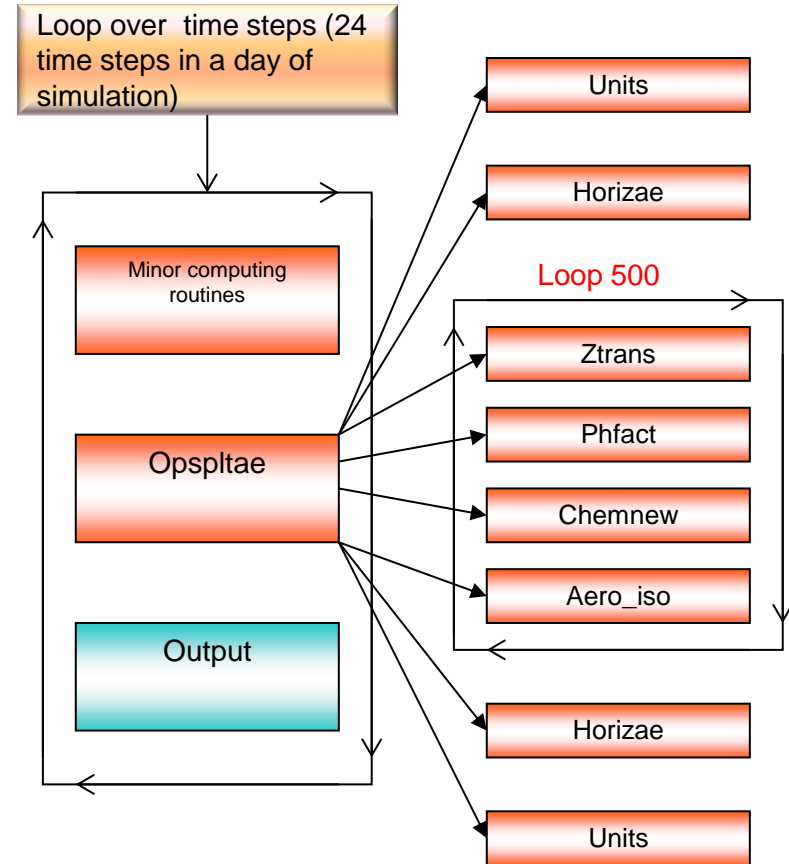 Loop over time steps (24
time steps in a day of
simulation)
Minor computing
routines
Opspltae
Output
Units
Horizae
Loop 500
Ztrans
Phfact
Chemnew
Aero_iso
Horizae
Units